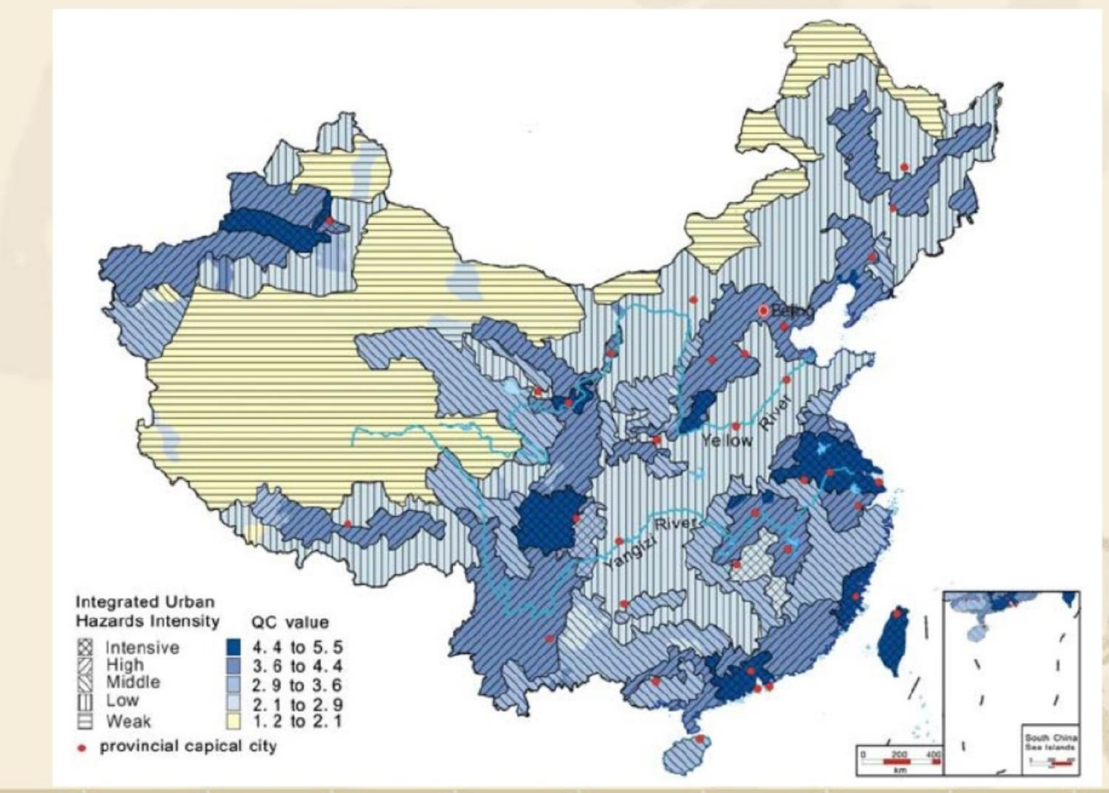 Beijing
Yellow
River
River
Yangizi
Integrated Urban
Hazards Intensity
QC value
Intensive
High
Middle
Low
Weak
4.4 to 5.5
3.6 to 4.4
2.9 to 3.6
2.1 to 2.9
1.2 to 2.1
provincial capical city
0 200 400
km
South China
Sea Islands